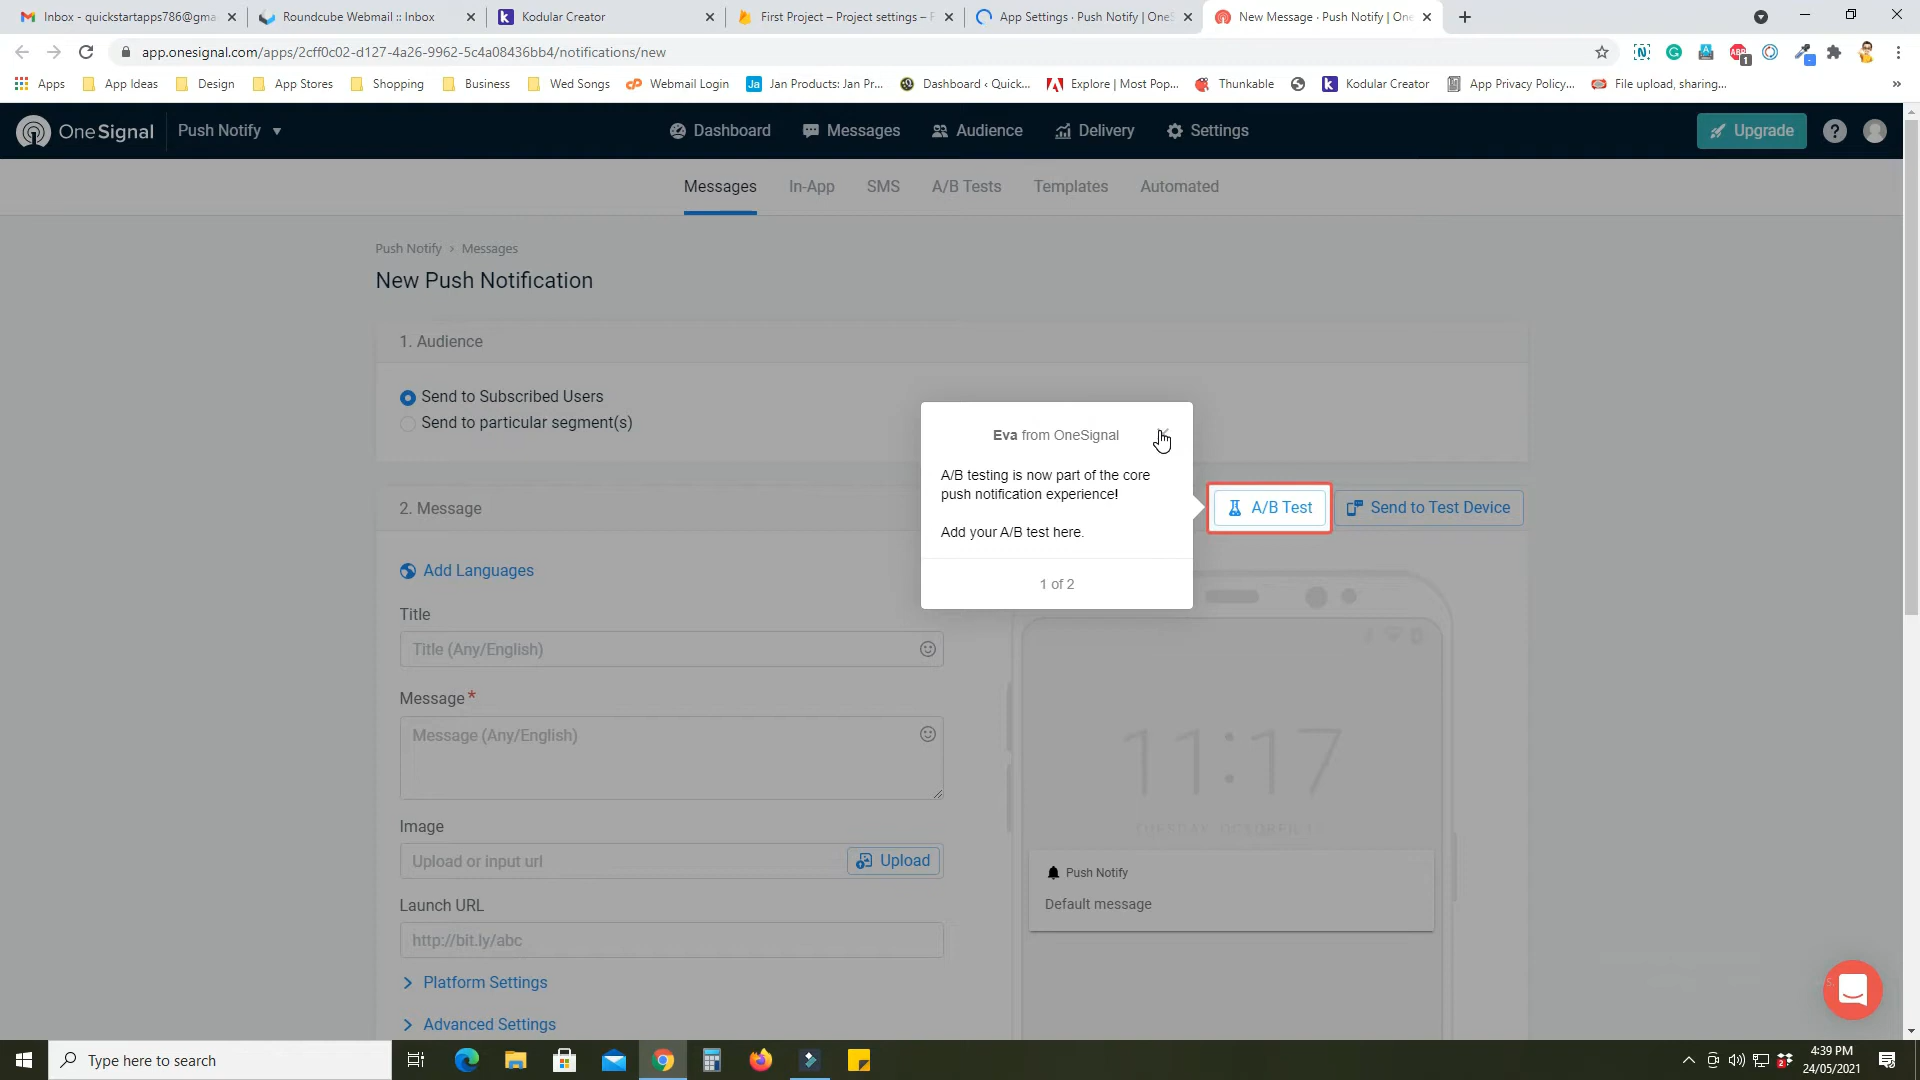 Inbox - quickstartapps786@gma
Roundcube Webmail :: Inbox
Kodular Creator
First Project – Project settings – F
App Settings · Push Notify | OneS
New Message · Push Notify | One
app.onesignal.com/apps/2cff0c02-d127-4a26-9962-5c4a08436bb4/notifications/new
Apps
App Ideas
Design
App Stores
Shopping
Business
Wed Songs
Webmail Login
Jan Products: Jan Pr...
Dashboard ‹ Quick...
Explore | Most Pop...
Thunkable
Kodular Creator
App Privacy Policy...
File upload, sharing...
»
OneSignal
Push Notify
Dashboard
Messages
Audience
Delivery
Settings
Upgrade
Messages
In-App
SMS
A/B Tests
Templates
Automated
Push Notify › Messages
New Push Notification
1. Audience
Send to Subscribed Users
Send to particular segment(s)
Eva from OneSignal
A/B testing is now part of the core
push notification experience!
Add your A/B test here.
1 of 2
2. Message
A/B Test
Send to Test Device
Add Languages
Title
Title (Any/English)
Message*
Message (Any/English)
Image
Upload or input url
Upload
Launch URL
http://bit.ly/abc
Platform Settings
Advanced Settings
11:17
Push Notify
Default message
Type here to search
4:39 PM
24/05/2021